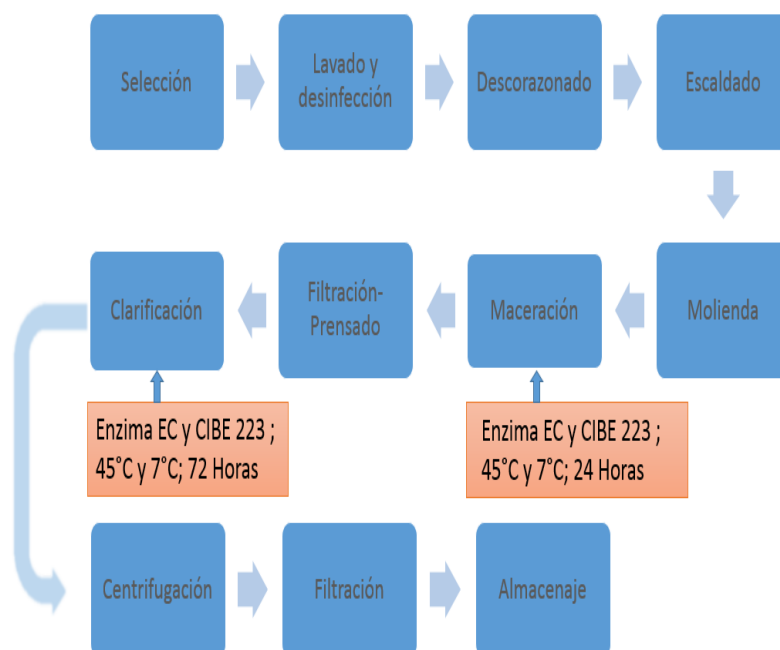 Selección
Lavado y
desinfección
Descorazonado
Escaldado
Clarificación
Filtración-
Prensado
Maceración
Molienda
Enzima EC y CIBE 223 ;
45°C y 7°C; 72 Horas
Enzima EC y CIBE 223 ;
45°C y 7°C; 24 Horas
Centrifugación
Filtración
Almacenaje